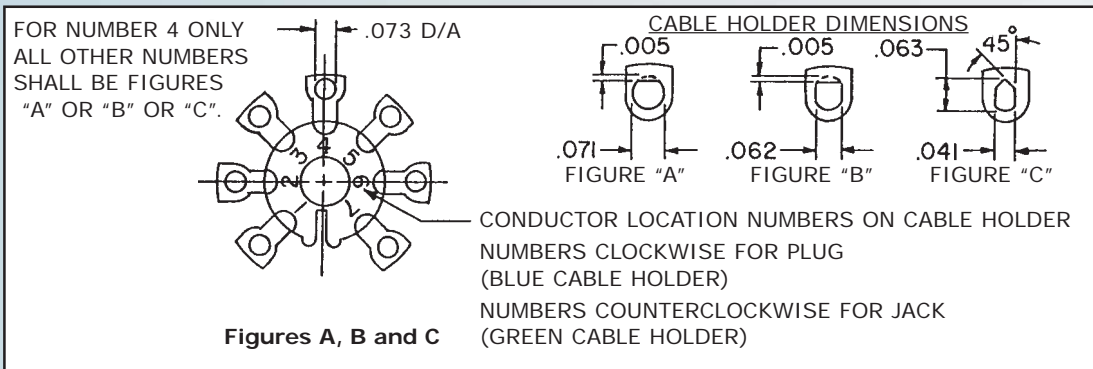 FOR NUMBER 4 ONLY
ALL OTHER NUMBERS
SHALL BE FIGURES
"A" OR "B" OR "C".
.073 D/A
4
3
5
2
6
1
7
CABLE HOLDER DIMENSIONS
.005
.071
FIGURE "A"
.005
.062
FIGURE "B"
.063
45°
.041
FIGURE "C"
CONDUCTOR LOCATION NUMBERS ON CABLE HOLDER
NUMBERS CLOCKWISE FOR PLUG
(BLUE CABLE HOLDER)
NUMBERS COUNTERCLOCKWISE FOR JACK
(GREEN CABLE HOLDER)
Figures A, B and C